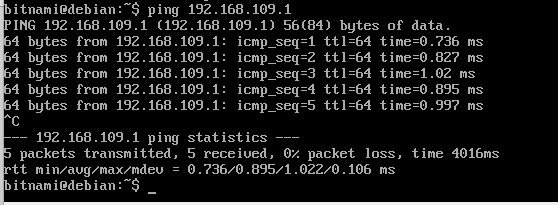 bitnami@debian:~$ ping 192.168.109.1
PING 192.168.109.1 (192.168.109.1) 56(84) bytes of data.
64 bytes from 192.168.109.1: icmp_seq=1 ttl=64 time=0.736 ms
64 bytes from 192.168.109.1: icmp_seq=2 ttl=64 time=0.827 ms
64 bytes from 192.168.109.1: icmp_seq=3 ttl=64 time=1.02 ms
64 bytes from 192.168.109.1: icmp_seq=4 ttl=64 time=0.895 ms
64 bytes from 192.168.109.1: icmp_seq=5 ttl=64 time=0.997 ms
^C
--- 192.168.109.1 ping statistics ---
5 packets transmitted, 5 received, 0% packet loss, time 4016ms
rtt min/avg/max/mdev = 0.736/0.895/1.022/0.106 ms
bitnami@debian:~$ _